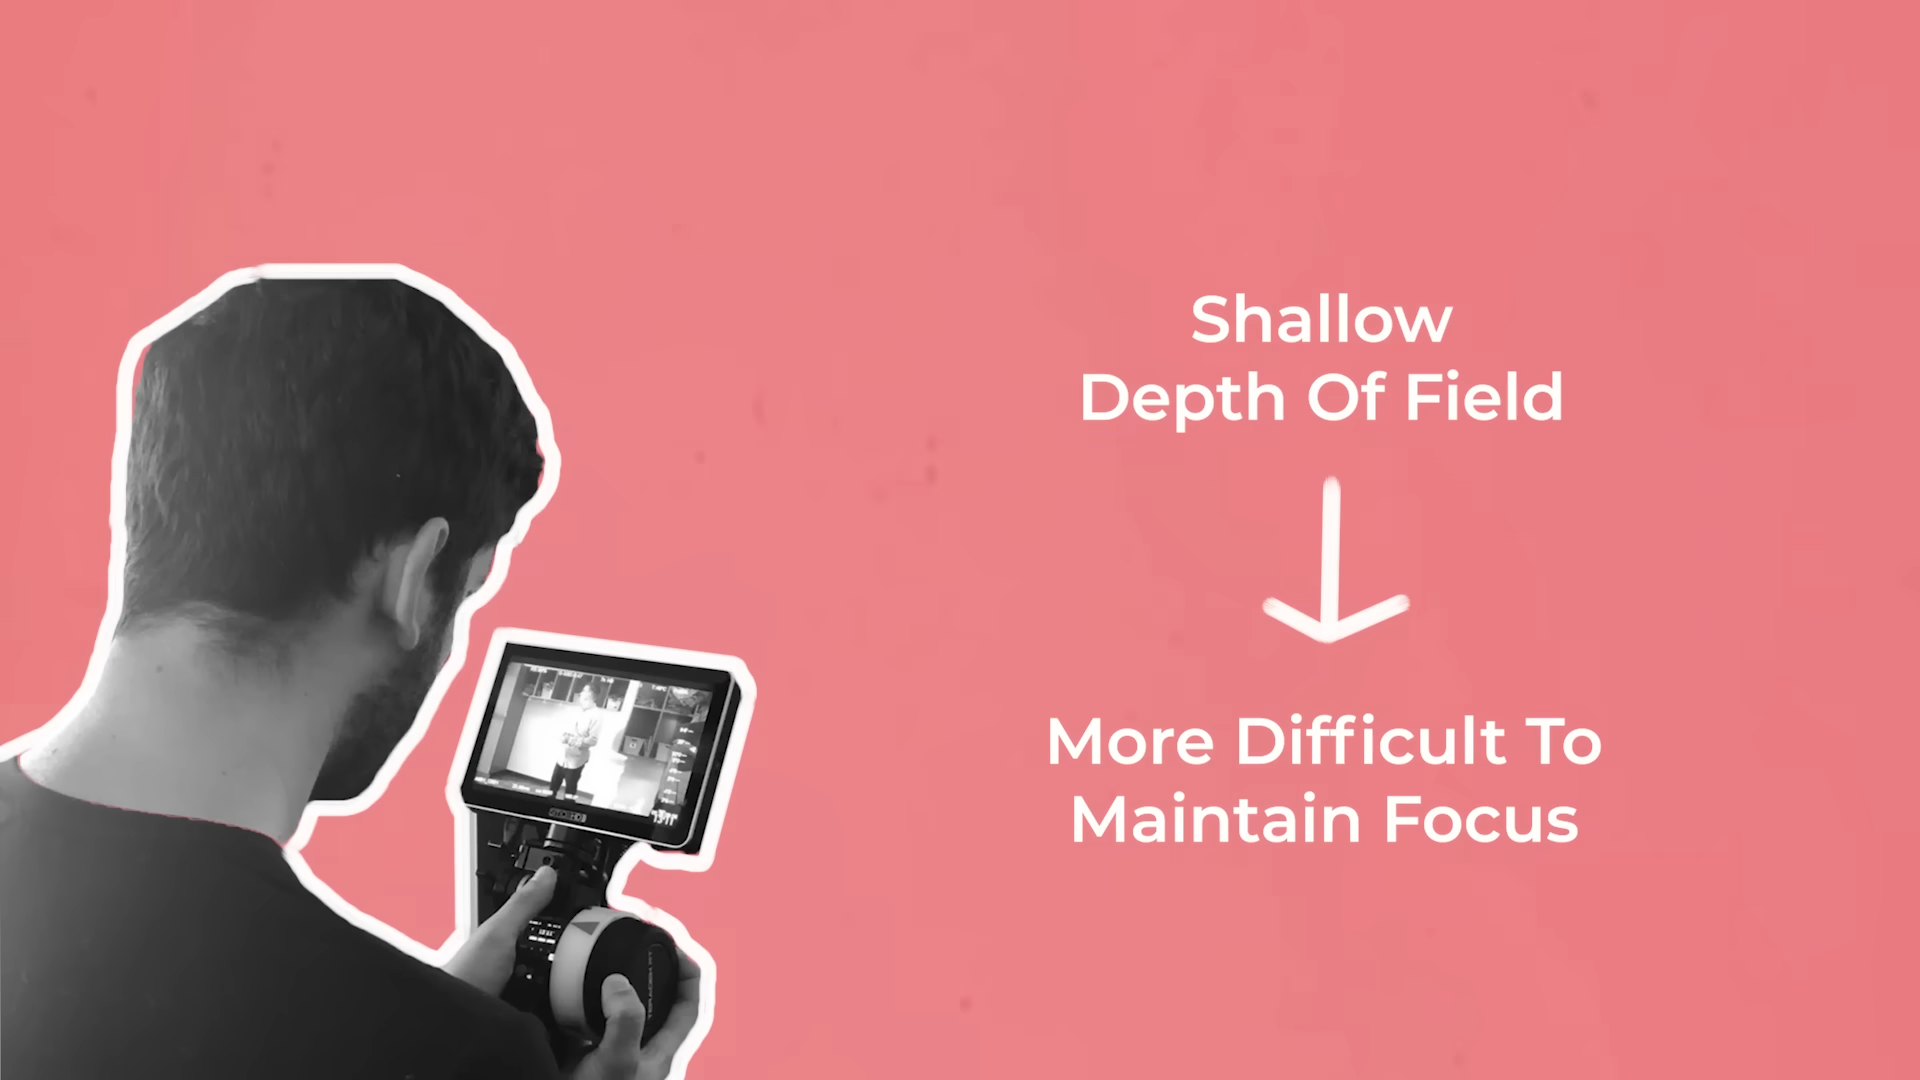 Shallow
Depth Of Field
More Difficult To
Maintain Focus